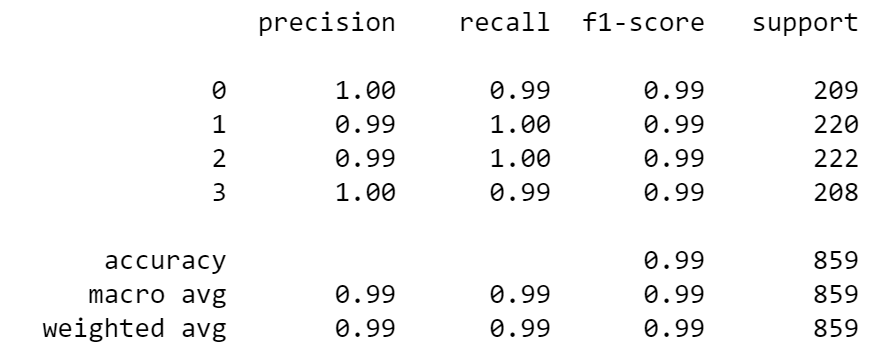 precision recall f1-score support
0 1.00 0.99 0.99 209
1 0.99 1.00 0.99 220
2 0.99 1.00 0.99 222
3 1.00 0.99 0.99 208
accuracy 0.99 859
macro avg 0.99 0.99 0.99 859
weighted avg 0.99 0.99 0.99 859